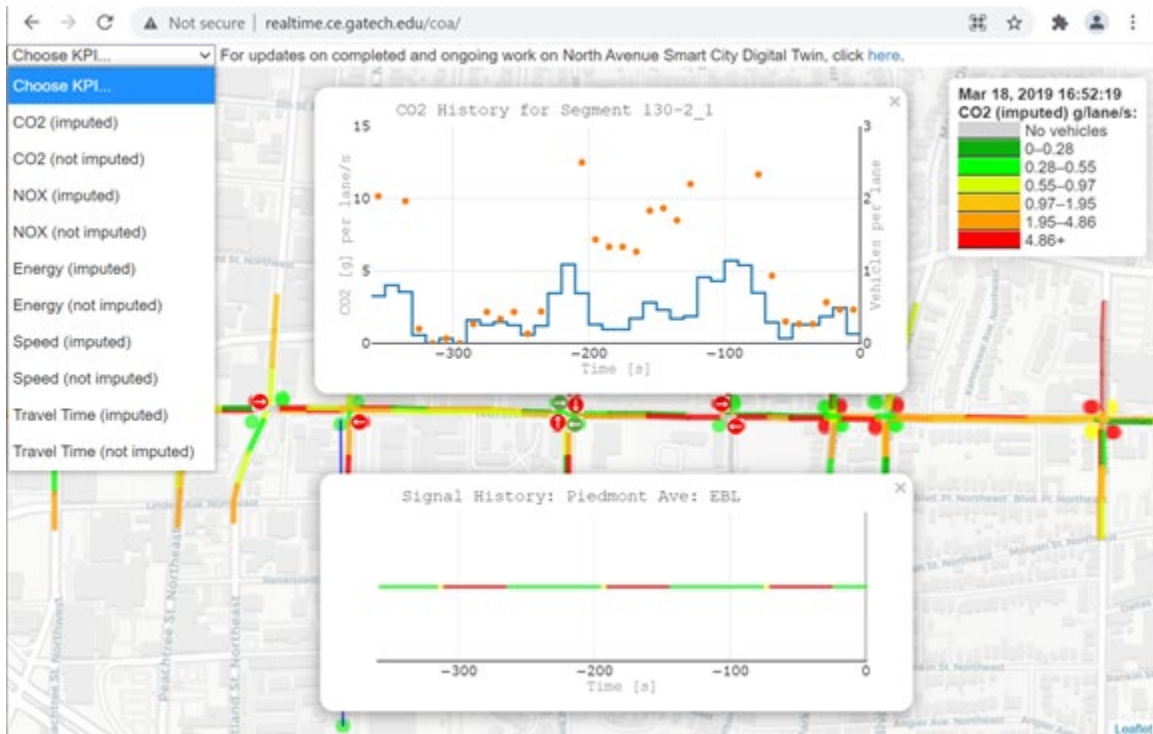 Not secure | realtime.ce.gatech.edu/coa/
Choose KPI... For updates on completed and ongoing work on North Avenue Smart City Digital Twin, click here.
Choose KPI...
CO2 (imputed)
CO2 (not imputed)
NOX (imputed)
NOX (not imputed)
Energy (imputed)
Energy (not imputed)
Speed (imputed)
Speed (not imputed)
Travel Time (imputed)
Travel Time (not imputed)
CO2 History for Segment 130-2_1
15
10
5
0
CO2 [g] per lane/s
3
2
1
0
Vehicles per lane
−300
−200
−100
0
Time [s]
Mar 18, 2019 16:52:19
CO2 (imputed) g/lane/s:
No vehicles
0–0.28
0.28–0.55
0.55–0.97
0.97–1.95
1.95–4.86
4.86+
Signal History: Piedmont Ave: EBL
−300
−200
−100
0
Time [s]
Peachtree St. Northeast
Morgan St. Northeast
Leaflet